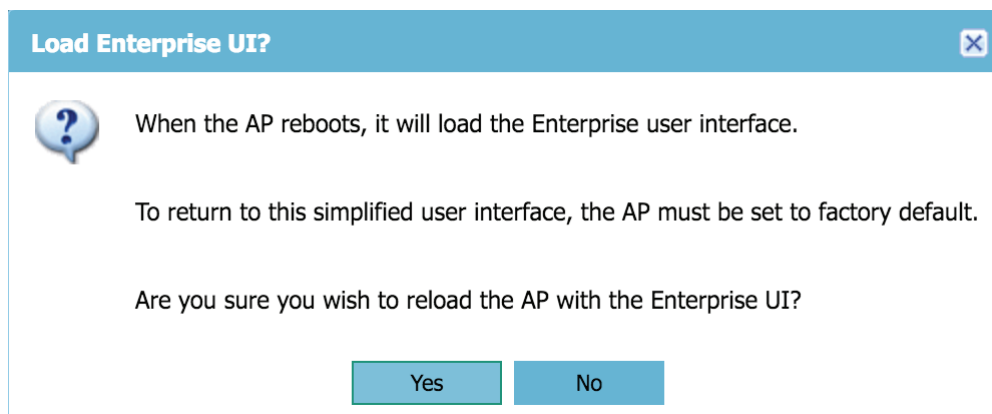 Load Enterprise UI?
When the AP reboots, it will load the Enterprise user interface.
To return to this simplified user interface, the AP must be set to factory default.
Are you sure you wish to reload the AP with the Enterprise UI?
Yes No